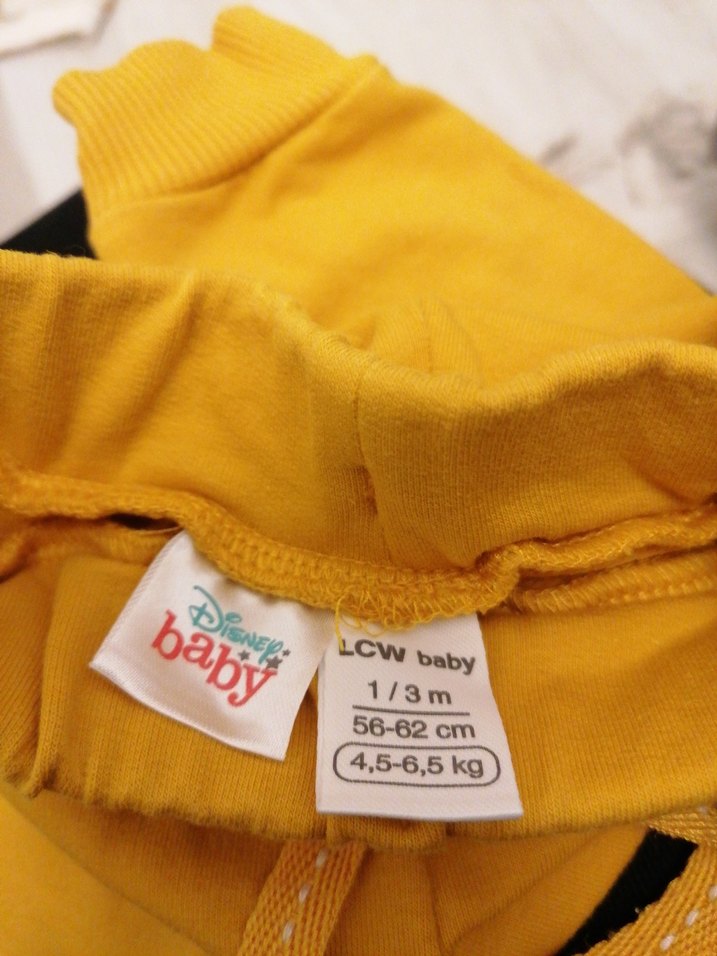 Disney
baby
LCW baby
1 / 3 m
56-62 cm
4,5-6,5 kg